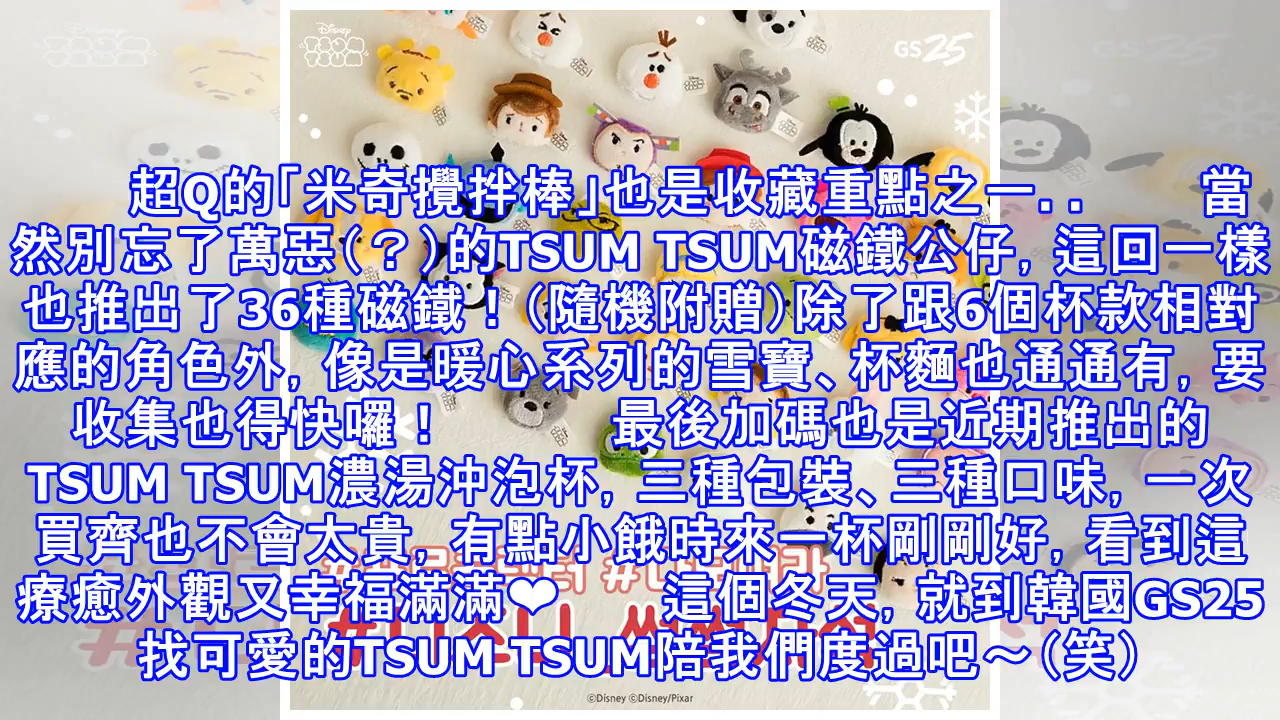 Disney
TSUM
TSUM
GS25
超Q的「米奇攪拌棒」也是收藏重點之一‥ 當
然別忘了萬惡(？)的TSUM TSUM磁鐵公仔, 這回一樣
也推出了36種磁鐵！(隨機附贈)除了跟6個杯款相對
應的角色外, 像是暖心系列的雪寶、杯麵也通通有, 要
收集也得快囉！ 最後加碼也是近期推出的
TSUM TSUM濃湯沖泡杯, 三種包裝、三種口味, 一次
買齊也不會太貴, 有點小餓時來一杯剛剛好, 看到這
療癒外觀又幸福滿滿❤ 這個冬天, 就到韓國GS25
找可愛的TSUM TSUM陪我們度過吧～(笑)
©Disney ©Disney/Pixar